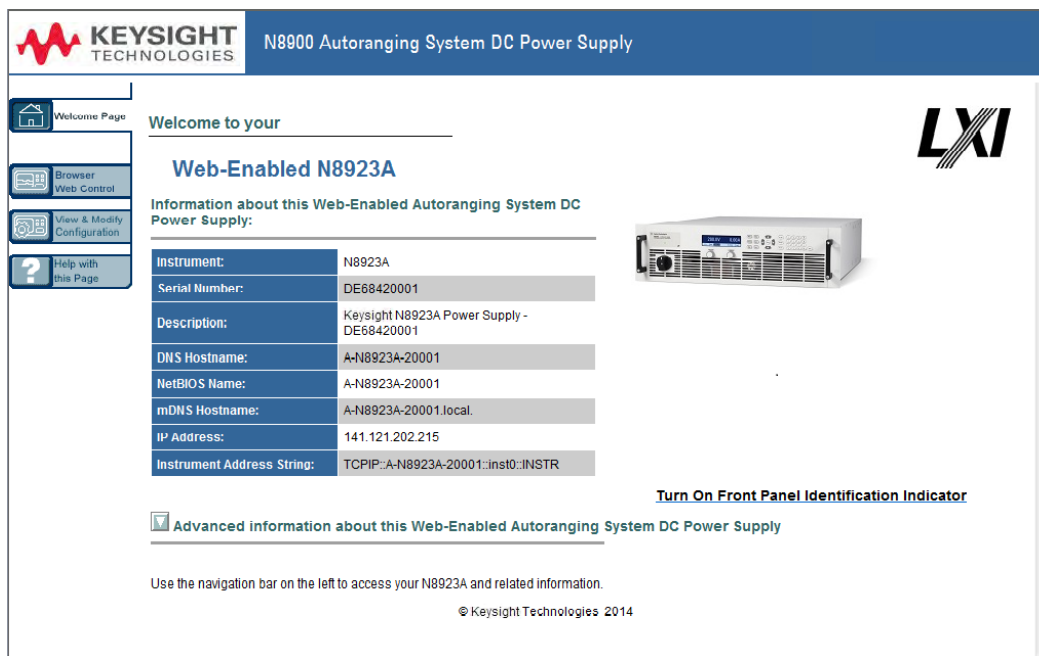 KEYSIGHT
TECHNOLOGIES
N8900 Autoranging System DC Power Supply
Welcome Page
Browser
Web Control
View & Modify
Configuration
Help with
this Page
Welcome to your
Web-Enabled N8923A
Information about this Web-Enabled Autoranging System DC
Power Supply:
Instrument: N8923A
Serial Number: DE68420001
Description: Keysight N8923A Power Supply -
DE68420001
DNS Hostname: A-N8923A-20001
NetBIOS Name: A-N8923A-20001
mDNS Hostname: A-N8923A-20001.local.
IP Address: 141.121.202.215
Instrument Address String: TCPIP::A-N8923A-20001::inst0::INSTR
LXI
Turn On Front Panel Identification Indicator
Advanced information about this Web-Enabled Autoranging System DC Power Supply
Use the navigation bar on the left to access your N8923A and related information.
© Keysight Technologies 2014